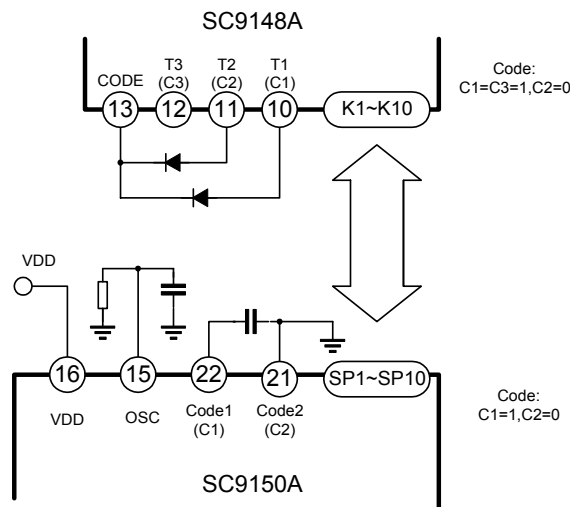 SC9148A
CODE
T3
(C3)
T2
(C2)
T1
(C1)
13
12
11
10
K1~K10
Code:
C1=C3=1,C2=0
VDD
16
15
22
21
SP1~SP10
VDD
OSC
Code1
(C1)
Code2
(C2)
Code:
C1=1,C2=0
SC9150A